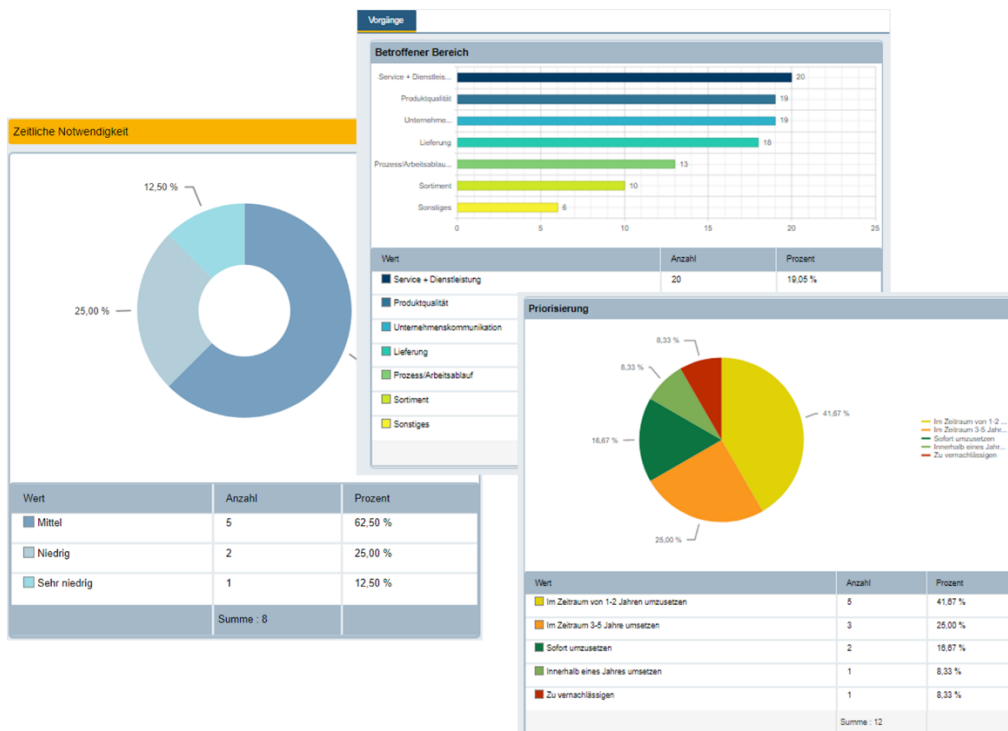 Vorgänge
Betroffener Bereich
Service + Dienstleis... 20
Produktqualität 19
Unternehme... 19
Lieferung 18
Prozess/Arbeitsablau... 13
Sortiment 10
Sonstiges 6
0 5 10 15 20 25
Wert Anzahl Prozent
Service + Dienstleistung 20 19,05 %
Produktqualität
Unternehmenskommunikation
Lieferung
Prozess/Arbeitsablauf
Sortiment
Sonstiges
Zeitliche Notwendigkeit
12,50 %
25,00 %
Wert Anzahl Prozent
Mittel 5 62,50 %
Niedrig 2 25,00 %
Sehr niedrig 1 12,50 %
Summe : 8
Priorisierung
8,33 %
8,33 %
41,67 %
16,67 %
25,00 %
Im Zeitraum von 1-2 ...
Im Zeitraum 3-5 Jahr...
Sofort umzusetzen
Innerhalb eines Jahr...
Zu vernachlässigen
Wert Anzahl Prozent
Im Zeitraum von 1-2 Jahren umzusetzen 5 41,67 %
Im Zeitraum 3-5 Jahre umsetzen 3 25,00 %
Sofort umzusetzen 2 16,67 %
Innerhalb eines Jahres umsetzen 1 8,33 %
Zu vernachlässigen 1 8,33 %
Summe : 12